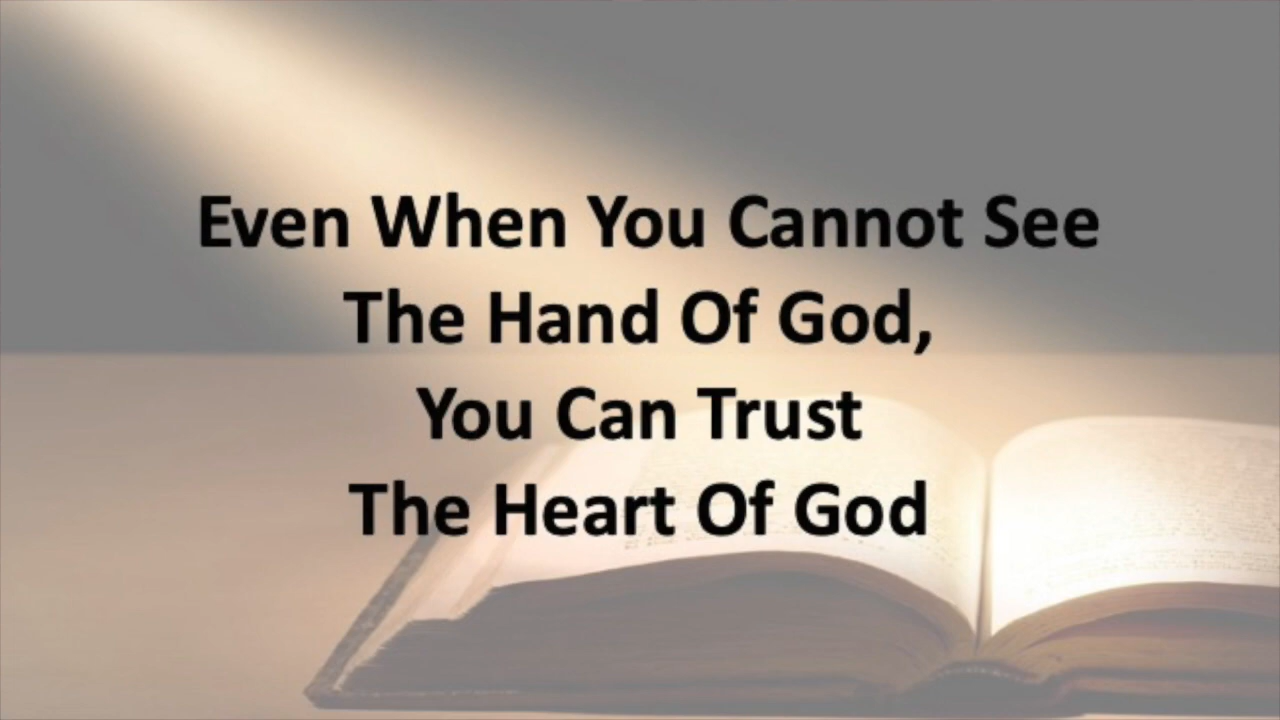 Even When You Cannot See
The Hand Of God,
You Can Trust
The Heart Of God